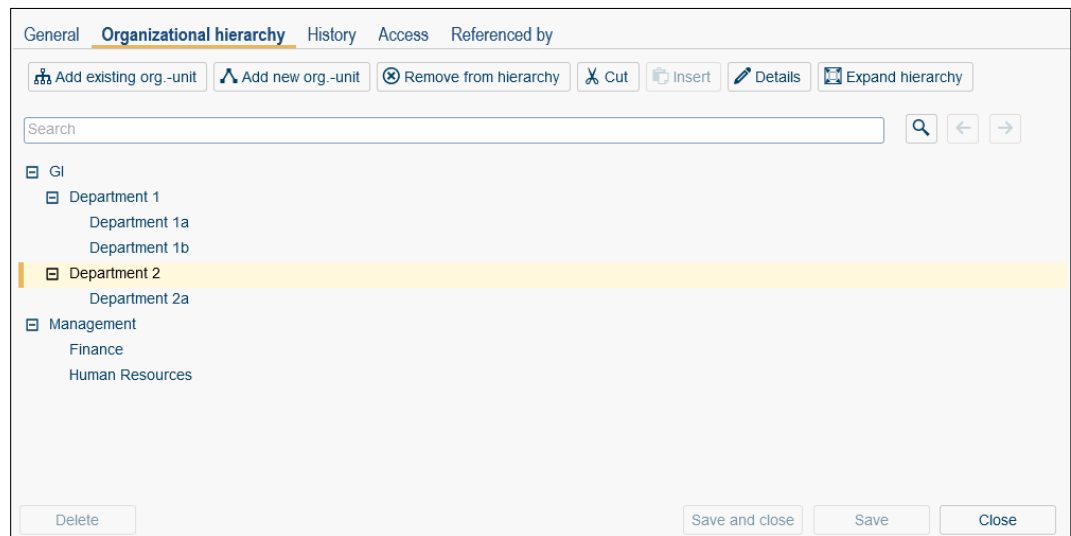 General Organizational hierarchy History Access Referenced by
Add existing org.-unit Add new org.-unit Remove from hierarchy Cut Insert Details Expand hierarchy
Search
GI
Department 1
Department 1a
Department 1b
Department 2
Department 2a
Management
Finance
Human Resources
Delete Save and close Save Close